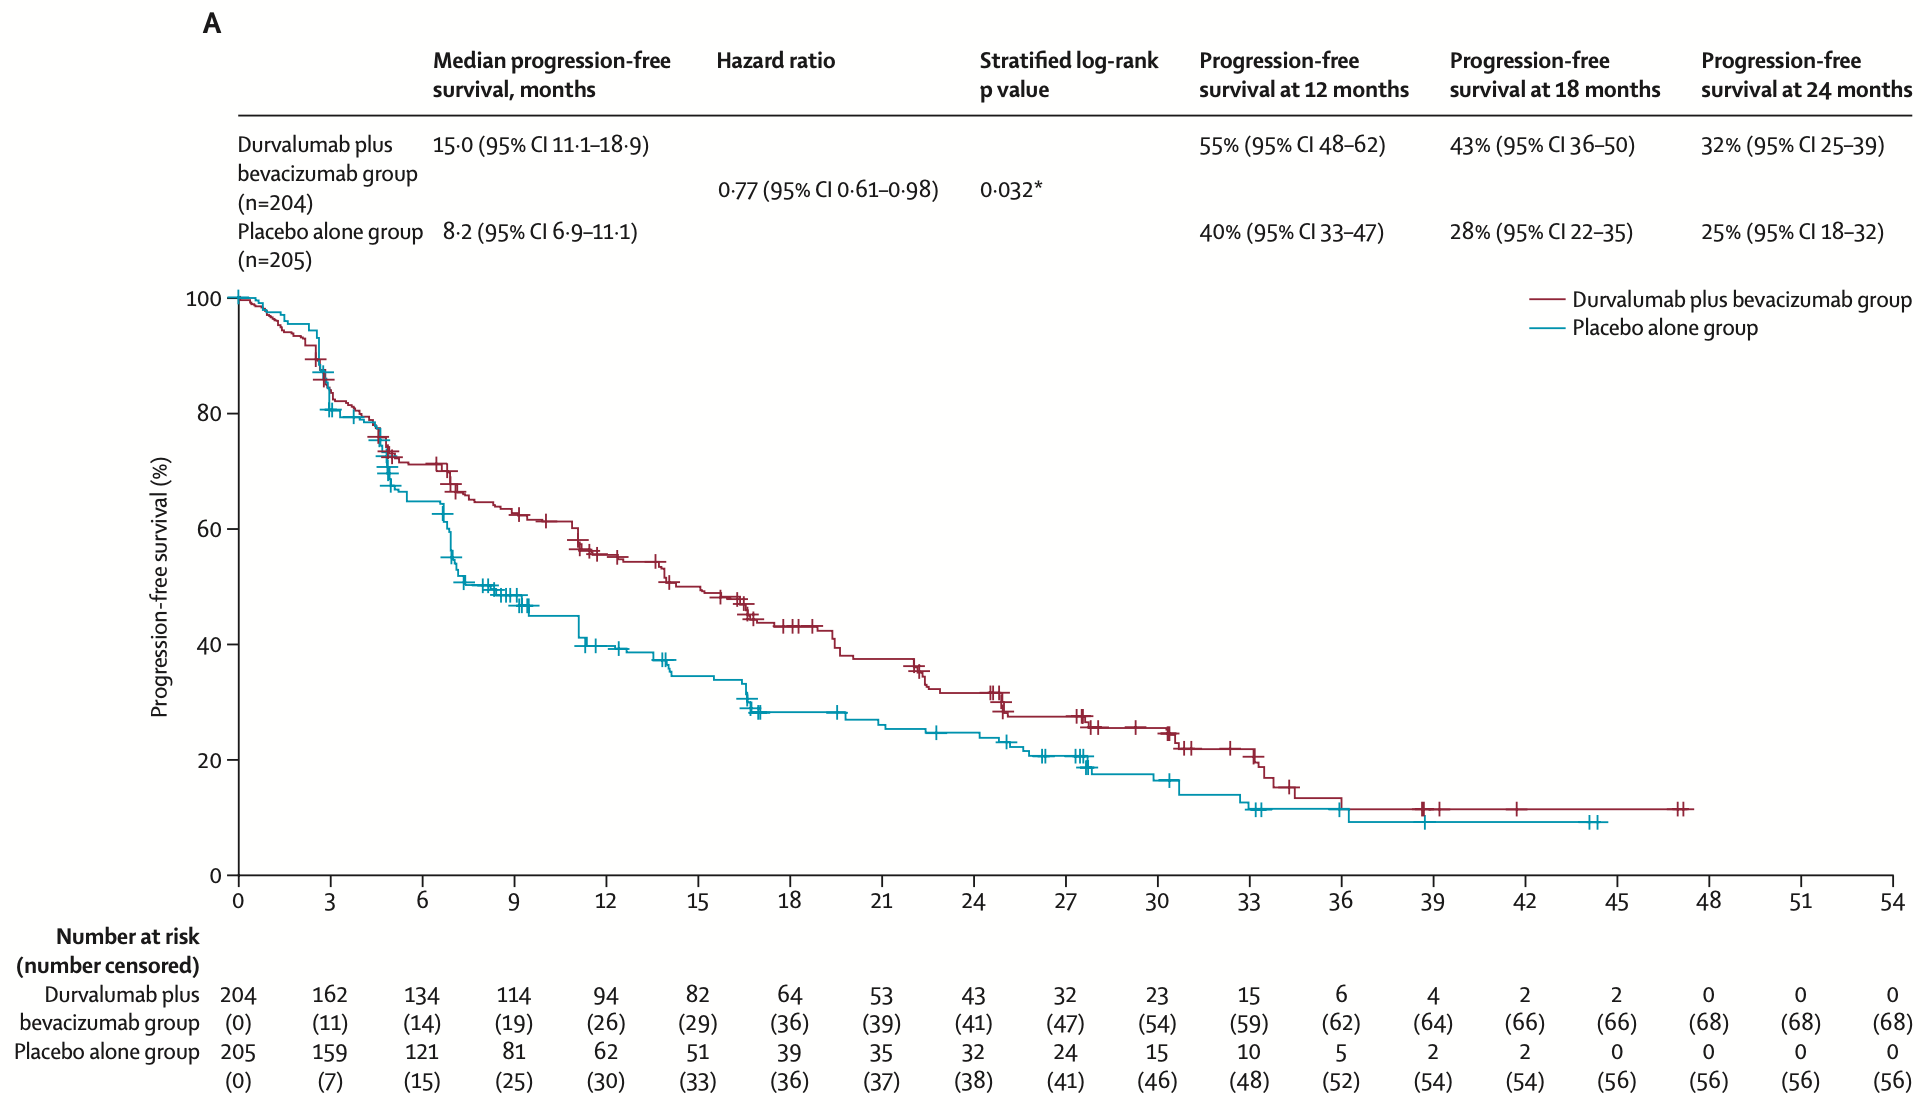 A
Median progression-free survival, months
Hazard ratio
Stratified log-rank p value
Progression-free survival at 12 months
Progression-free survival at 18 months
Progression-free survival at 24 months
Durvalumab plus bevacizumab group (n=204)
15·0 (95% CI 11·1–18·9)
0·77 (95% CI 0·61–0·98)
0·032*
55% (95% CI 48–62)
43% (95% CI 36–50)
32% (95% CI 25–39)
Placebo alone group (n=205)
8·2 (95% CI 6·9–11·1)
40% (95% CI 33–47)
28% (95% CI 22–35)
25% (95% CI 18–32)
Durvalumab plus bevacizumab group
Placebo alone group
Progression-free survival (%)
100
80
60
40
20
0
0 3 6 9 12 15 18 21 24 27 30 33 36 39 42 45 48 51 54
Number at risk
(number censored)
Durvalumab plus 204 162 134 114 94 82 64 53 43 32 23 15 6 4 2 2 0 0 0
bevacizumab group (0) (11) (14) (19) (26) (29) (36) (39) (41) (47) (54) (59) (62) (64) (66) (66) (68) (68) (68)
Placebo alone group 205 159 121 81 62 51 39 35 32 24 15 10 5 2 2 0 0 0 0
(0) (7) (15) (25) (30) (33) (36) (37) (38) (41) (46) (48) (52) (54) (54) (56) (56) (56) (56)